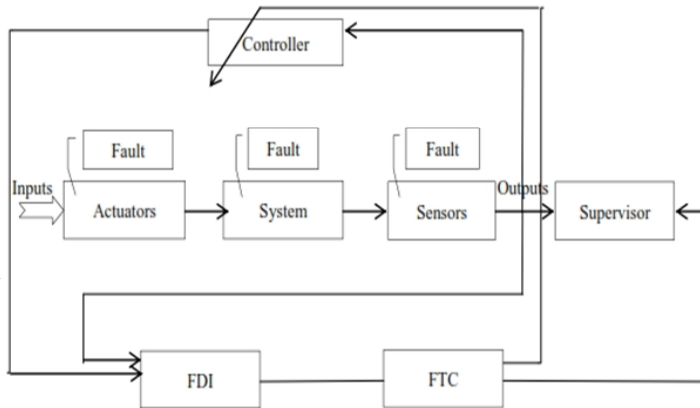 Controller
Fault
Fault
Fault
Inputs
Actuators
System
Sensors
Outputs
Supervisor
FDI
FTC